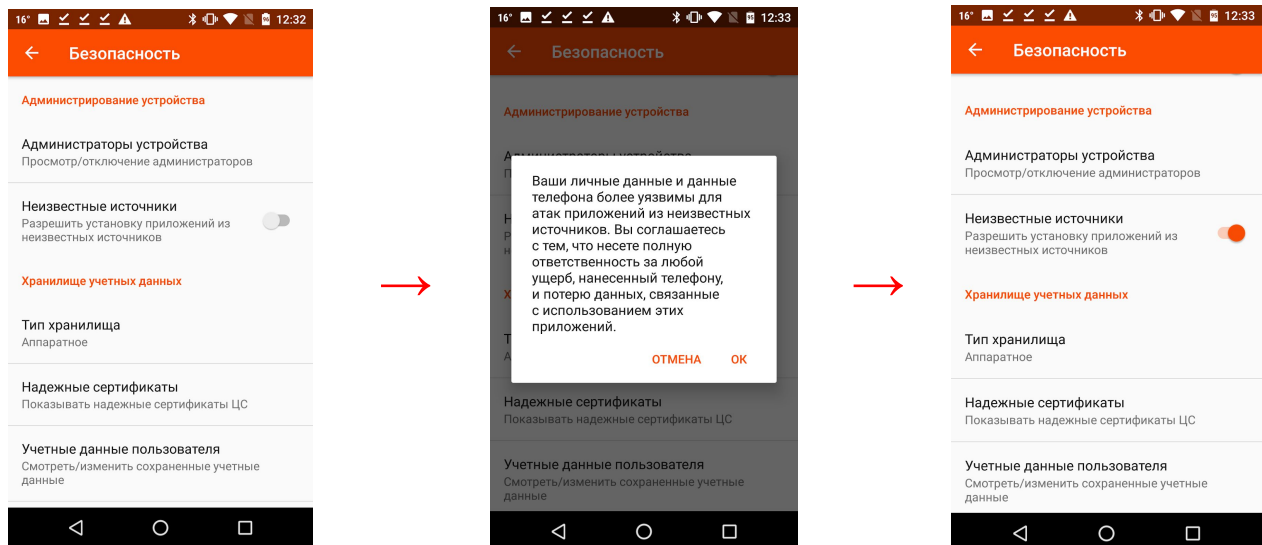 16° 12:32
Безопасность
Администрирование устройства
Администраторы устройства
Просмотр/отключение администраторов
Неизвестные источники
Разрешить установку приложений из
неизвестных источников
Хранилище учетных данных
Тип хранилища
Аппаратное
Надежные сертификаты
Показывать надежные сертификаты ЦС
Учетные данные пользователя
Смотреть/изменить сохраненные учетные
данные
16° 95 12:33
Безопасность
Администрирование устройства
Ваши личные данные и данные
телефона более уязвимы для
атак приложений из неизвестных
источников. Вы соглашаетесь
с тем, что несете полную
ответственность за любой
ущерб, нанесенный телефону,
и потерю данных, связанные
с использованием этих
приложений.
ОТМЕНА ОК
Надежные сертификаты
Показывать надежные сертификаты ЦС
Учетные данные пользователя
Смотреть/изменить сохраненные учетные
данные
16° 95 12:33
Безопасность
Администрирование устройства
Администраторы устройства
Просмотр/отключение администраторов
Неизвестные источники
Разрешить установку приложений из
неизвестных источников
Хранилище учетных данных
Тип хранилища
Аппаратное
Надежные сертификаты
Показывать надежные сертификаты ЦС
Учетные данные пользователя
Смотреть/изменить сохраненные учетные
данные